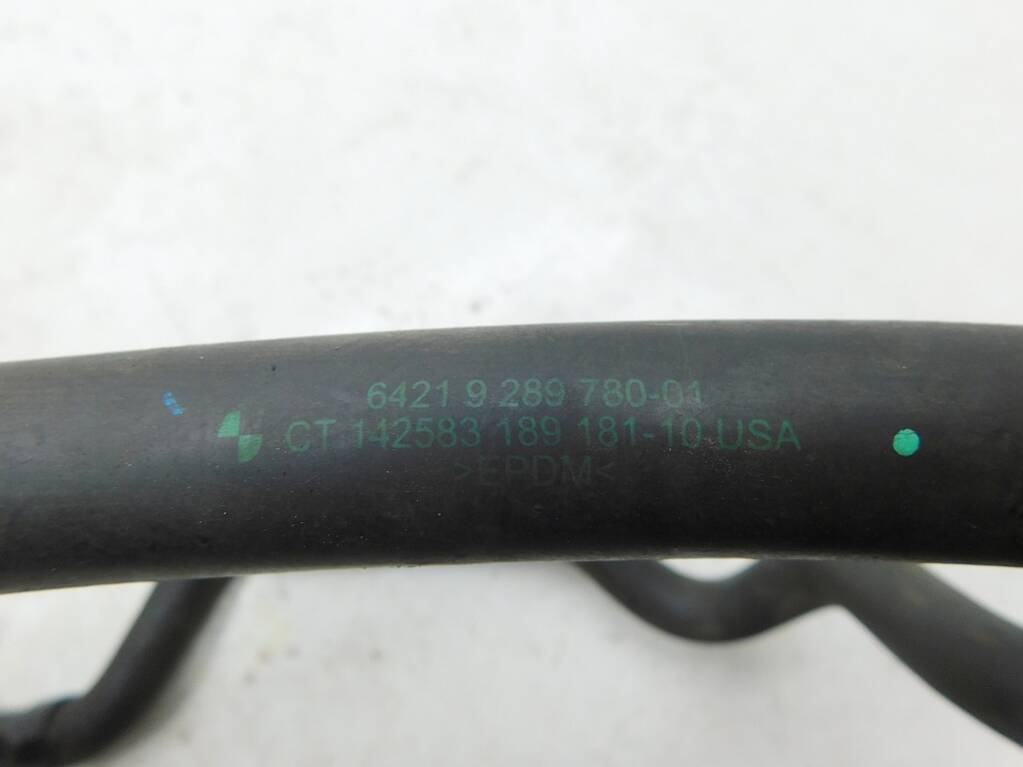 6421 9 289 780-01
CT 142583 189 181-10 USA
>EPDM<